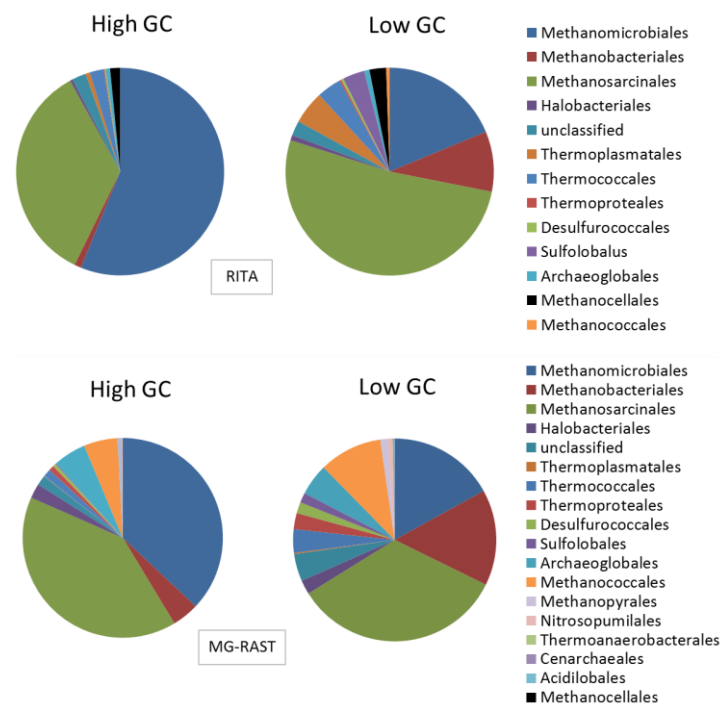 High GC
Low GC
Methanomicrobiales
Methanobacteriales
Methanosarcinales
Halobacteriales
unclassified
Thermoplasmatales
Thermococcales
Thermoproteales
Desulfurococcales
Sulfolobalus
Archaeoglobales
Methanocellales
Methanococcales
RITA
High GC
Low GC
Methanomicrobiales
Methanobacteriales
Methanosarcinales
Halobacteriales
unclassified
Thermoplasmatales
Thermococcales
Thermoproteales
Desulfurococcales
Sulfolobales
Archaeoglobales
Methanococcales
Methanopyrales
Nitrosopumilales
Thermoanaerobacterales
Cenarchaeales
Acidilobales
Methanocellales
MG-RAST